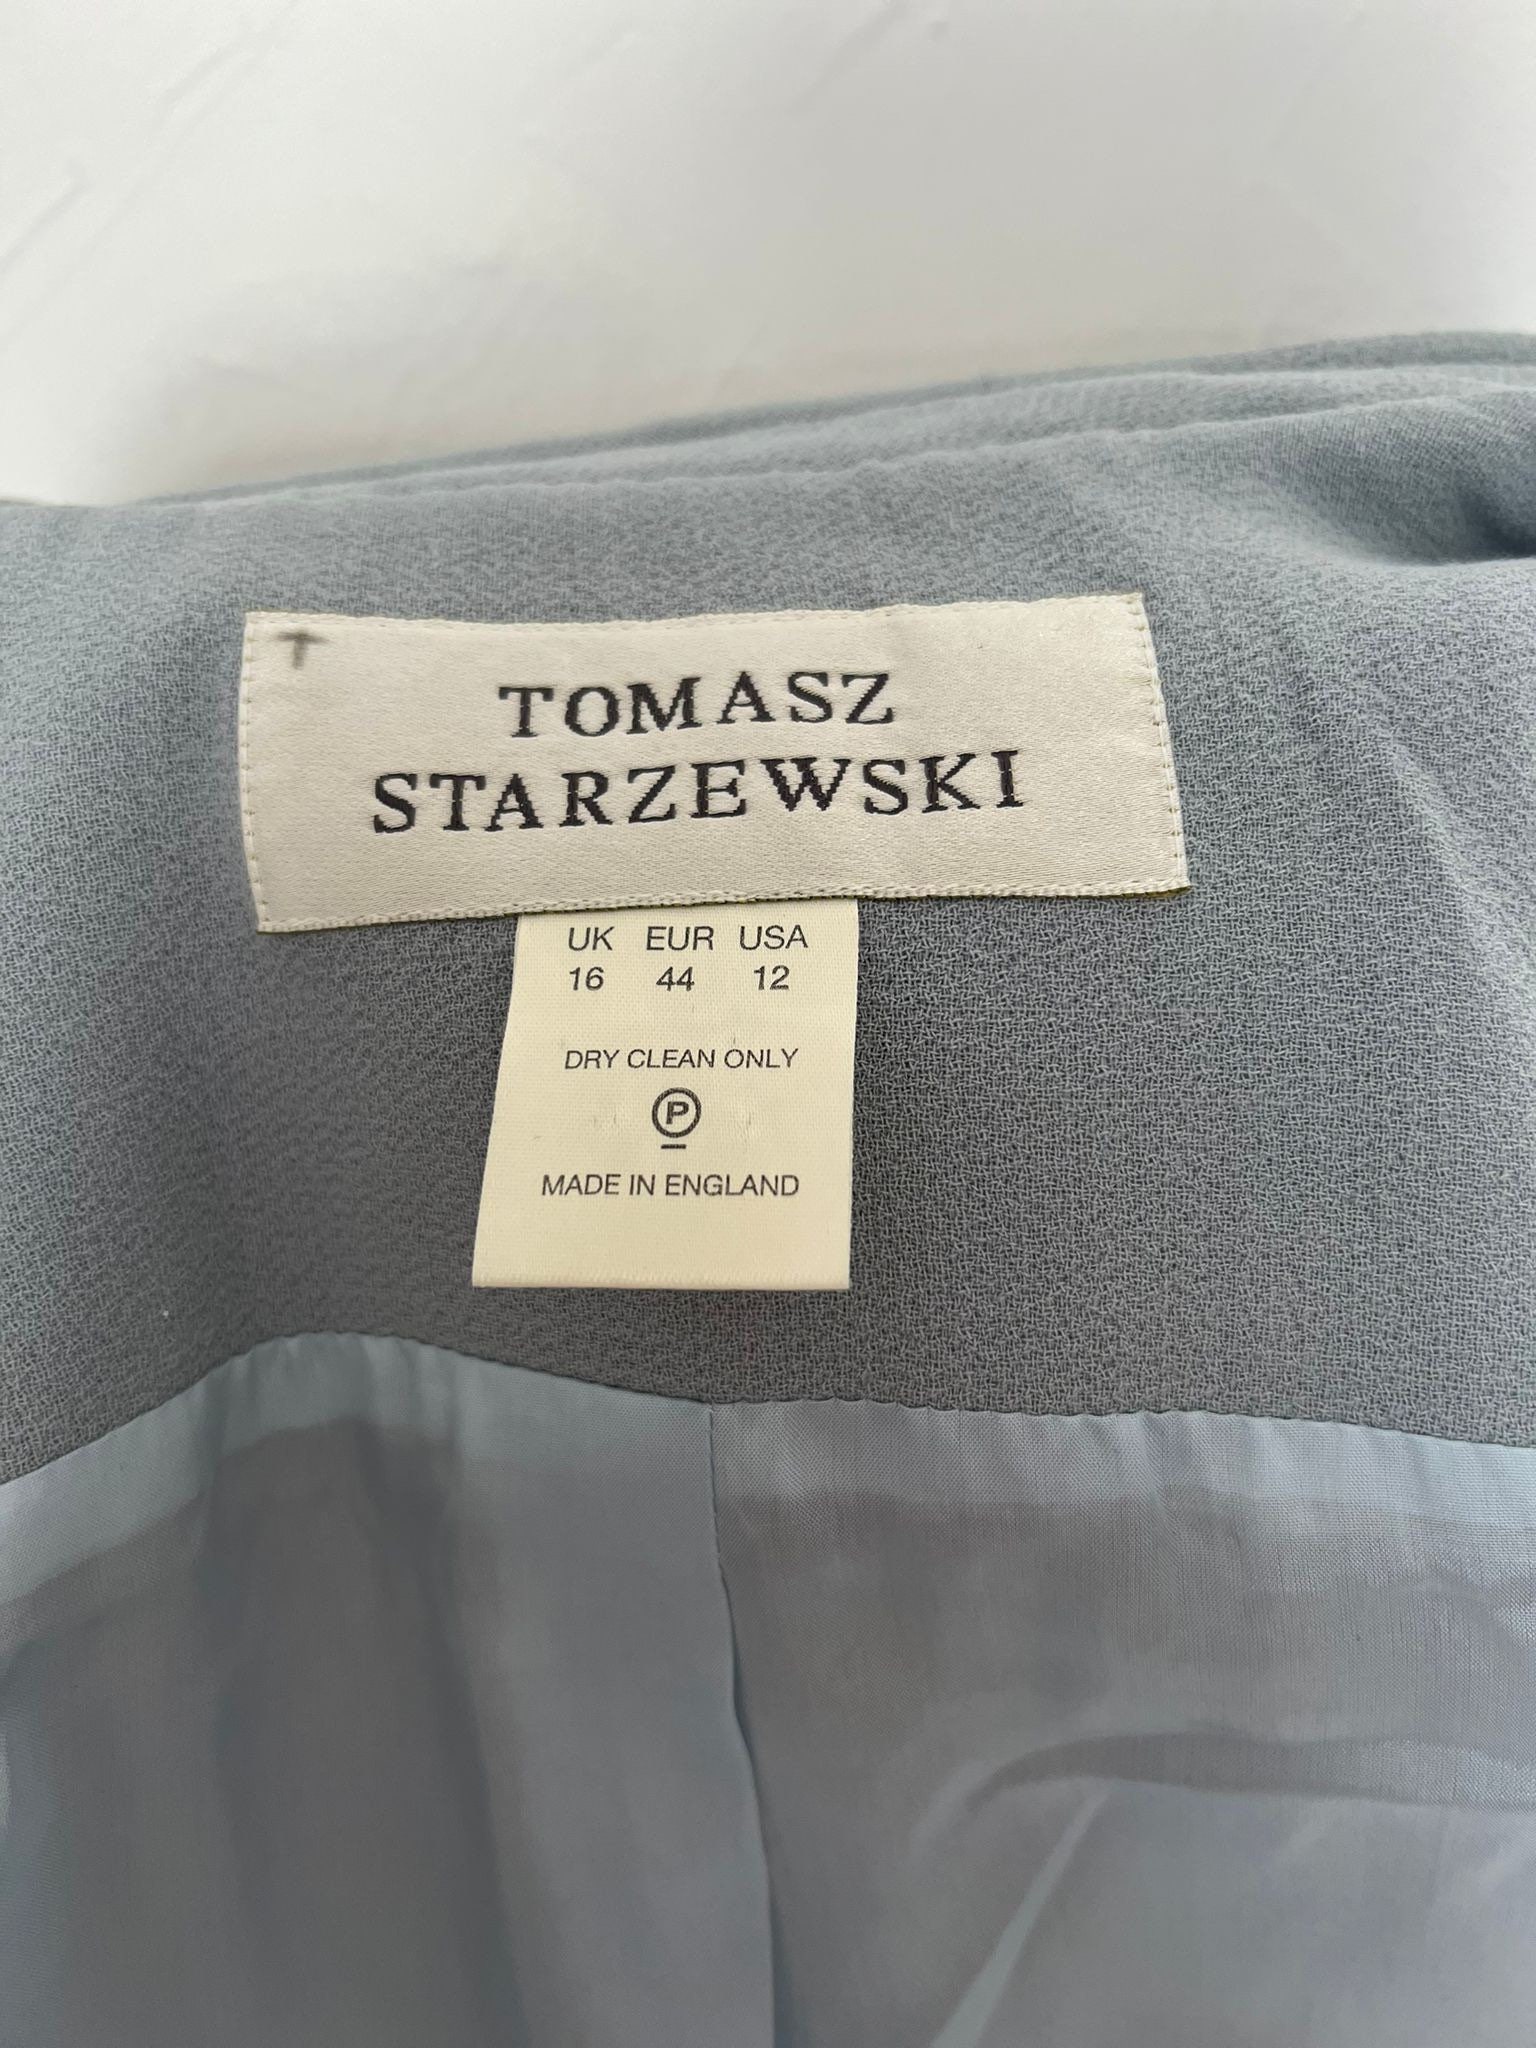 T
TOMASZ
STARZEWSKI
UK EUR USA
16 44 12
DRY CLEAN ONLY
P
MADE IN ENGLAND